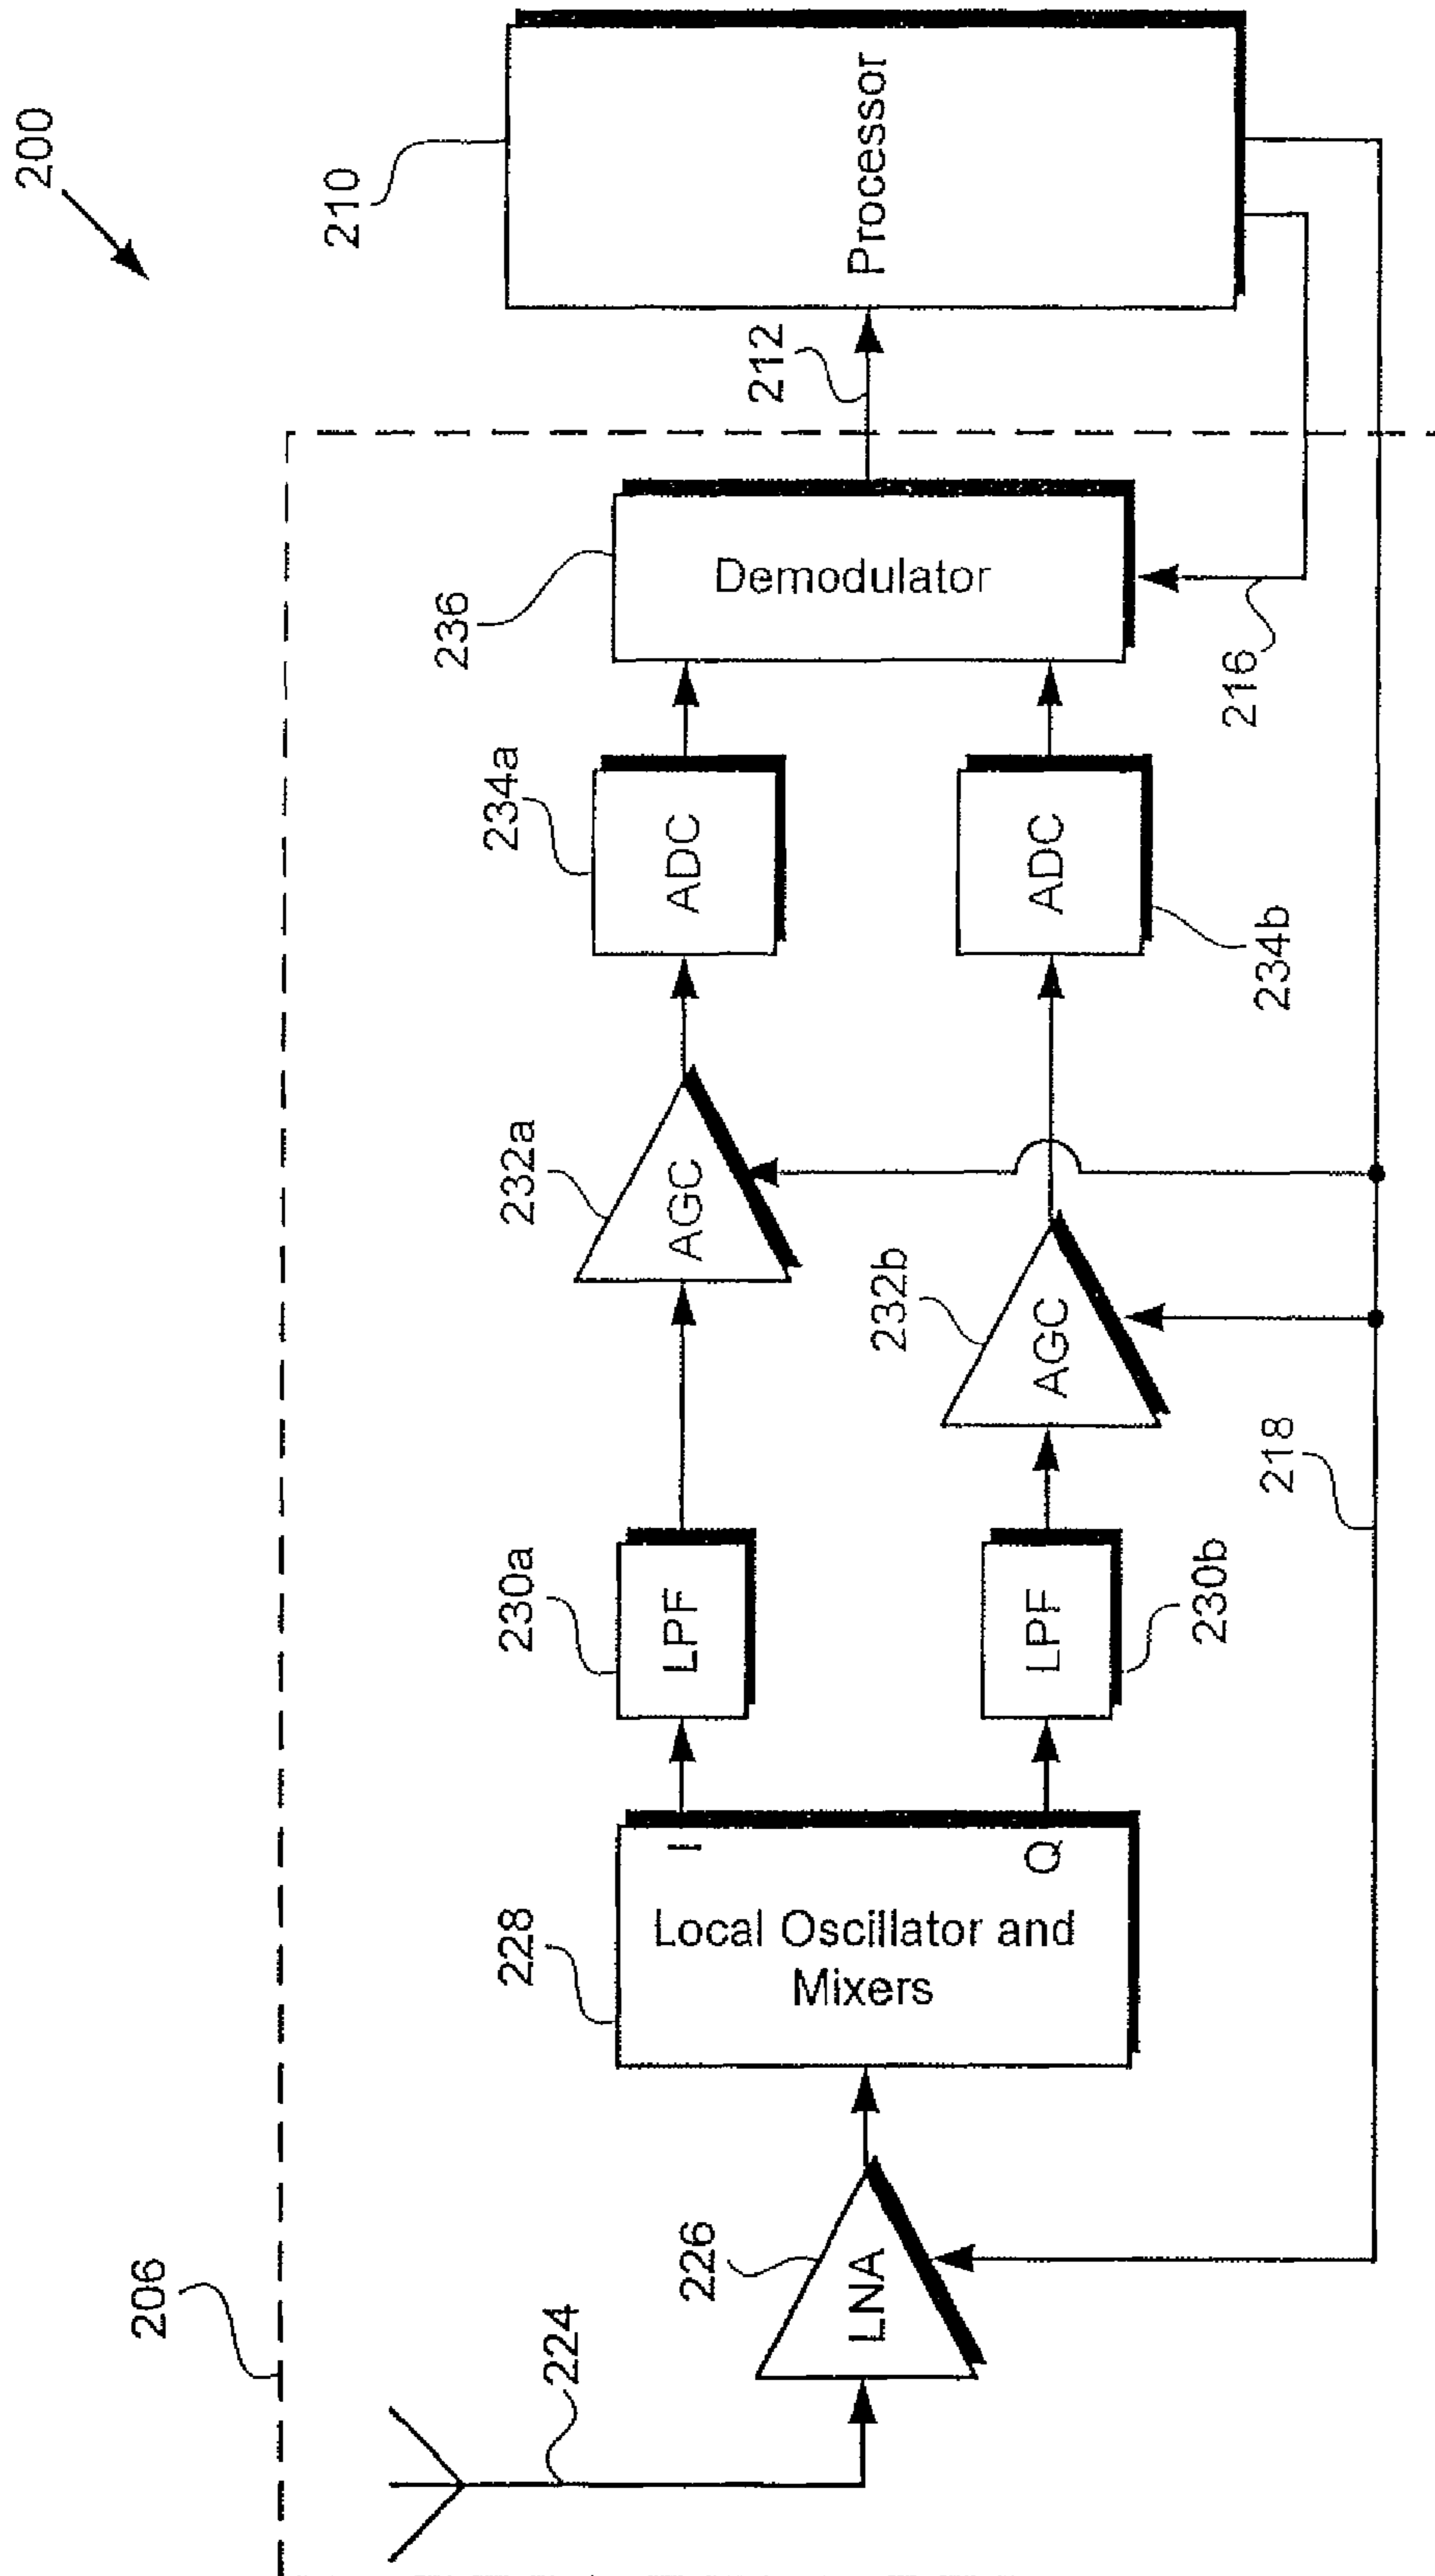 200
206
210
Processor
212
236
Demodulator
216
234a
ADC
234b
ADC
232a
AGC
232b
AGC
218
230a
LPF
230b
LPF
228
I
Q
Local Oscillator and
Mixers
226
LNA
224